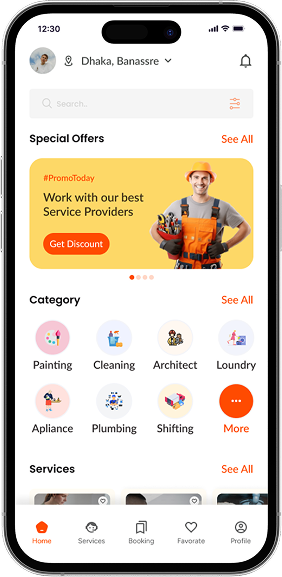 12:30
Dhaka, Banassre
Search..
Special Offers
See All
#PromoToday
Work with our best
Service Providers
Get Discount
Category
See All
Painting
Cleaning
Architect
Loundry
Apliance
Plumbing
Shifting
More
Services
See All
Home
Services
Booking
Favorate
Profile